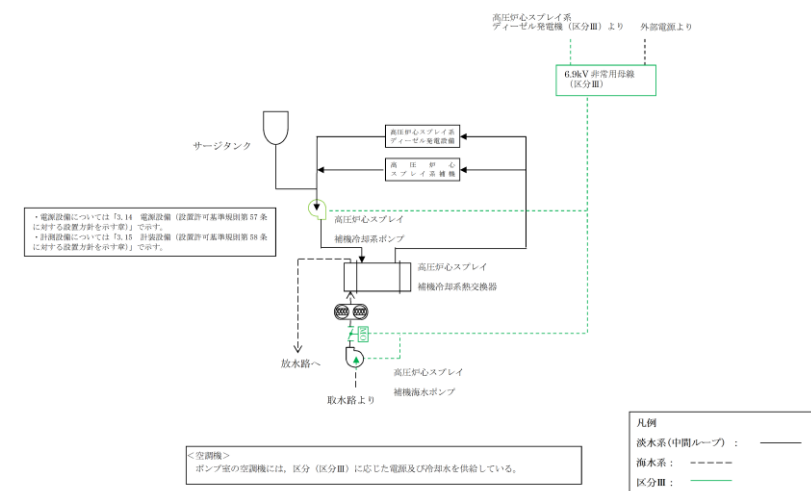 高圧炉心スプレイ系
ディーゼル発電機（区分Ⅲ）より
外部電源より
6.9kV 非常用母線
（区分Ⅲ）
サージタンク
高圧炉心スプレイ系
ディーゼル発電設備
高圧炉心
スプレイ系補機
・電源設備については「3.14　電源設備（設置許可基準規則第 57 条
に対する設置方針を示す章）」で示す。
・計測設備については「3.15　計装設備（設置許可基準規則第 58 条
に対する設置方針を示す章）」で示す。
高圧炉心スプレイ
補機冷却系ポンプ
高圧炉心スプレイ
補機冷却系熱交換器
MO
放水路へ
高圧炉心スプレイ
補機海水ポンプ
取水路より
＜空調機＞
ポンプ室の空調機には，区分（区分Ⅲ）に応じた電源及び冷却水を供給している。
凡例
淡水系(中間ループ)　：
海水系：
区分Ⅲ：